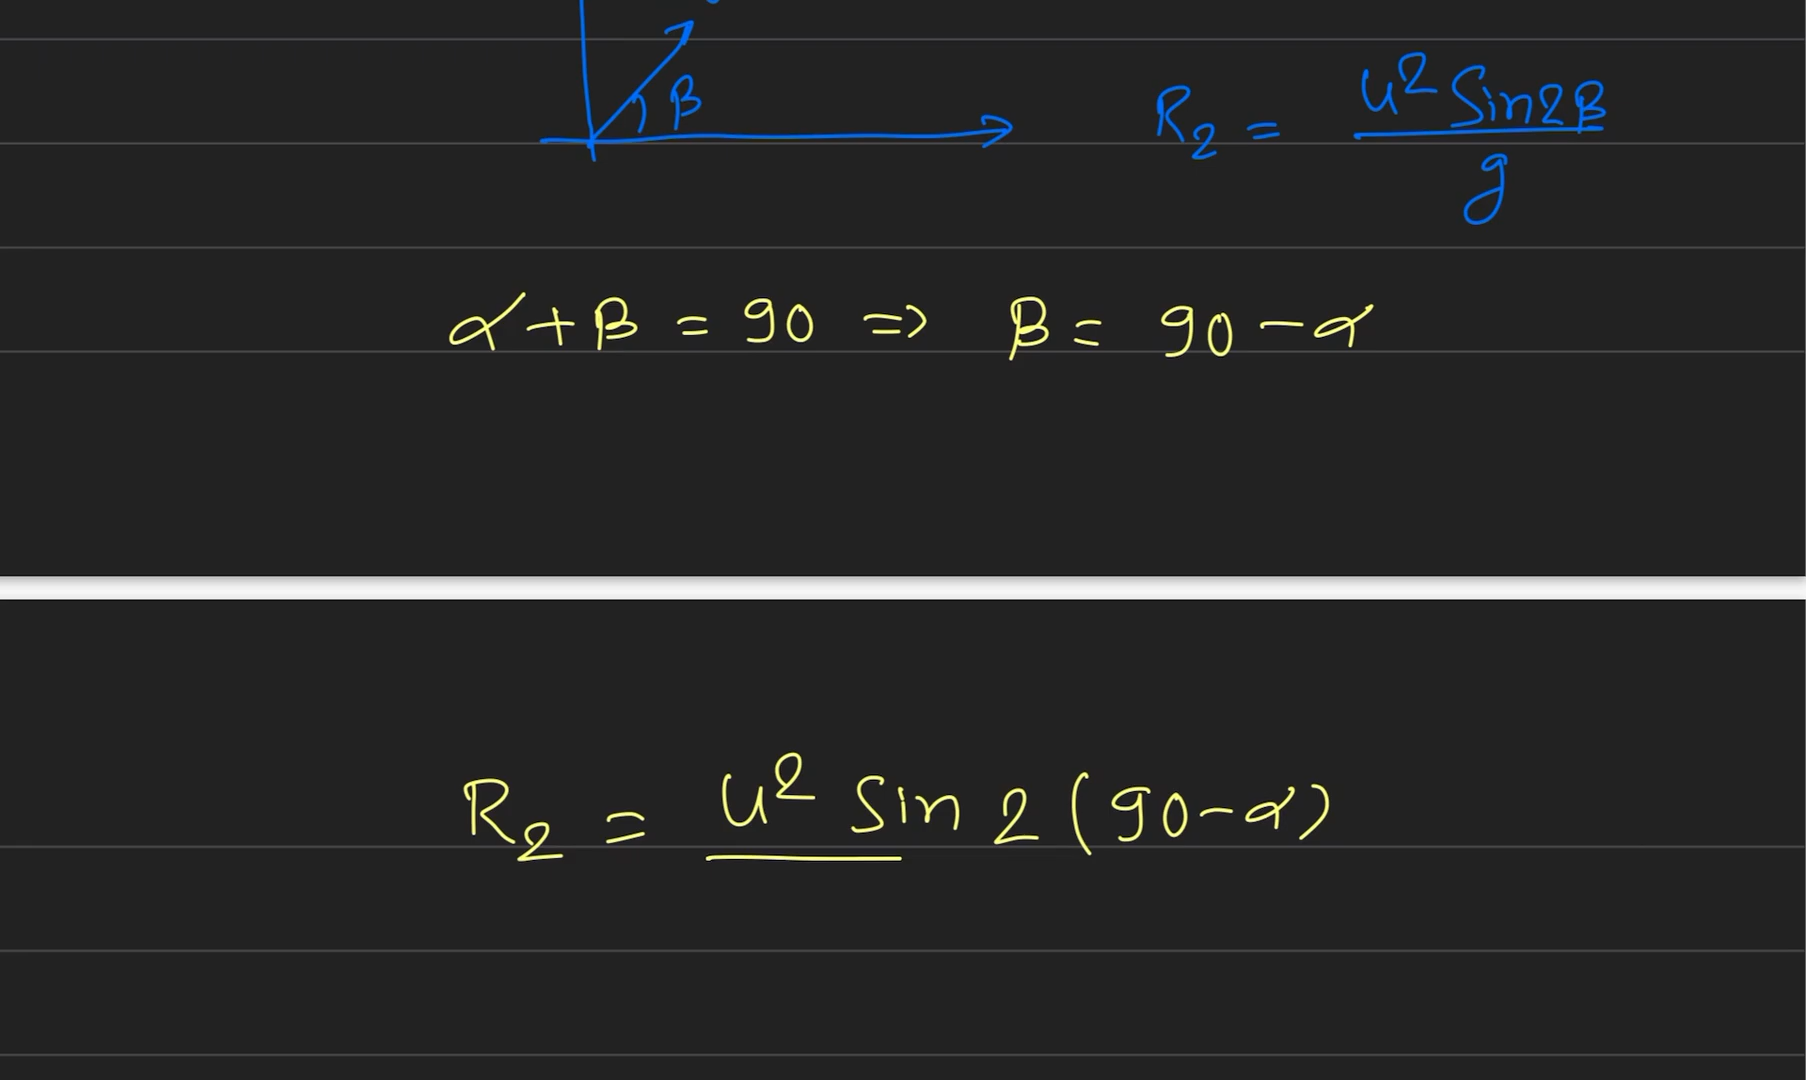 β
R₂ = u² Sin2β / g
α + β = 90 => β = 90 - α
R₂ = u² Sin 2 (90-α)